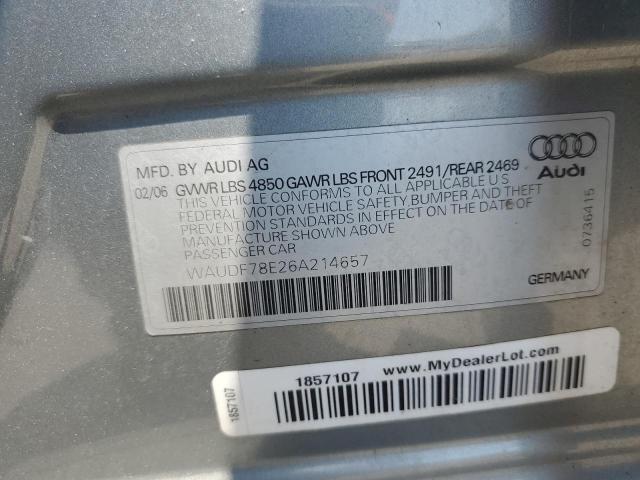 MFD. BY AUDI AG
02/06 GVWR LBS 4850 GAWR LBS FRONT 2491/REAR 2469
THIS VEHICLE CONFORMS TO ALL APPLICABLE U S
FEDERAL MOTOR VEHICLE SAFETY,BUMPER AND THEFT
PREVENTION STANDARDS IN EFFECT ON THE DATE OF
MANUFACTURE SHOWN ABOVE
PASSENGER CAR
WAUDF78E26A214657
Audi
0736415
GERMANY
1857107 www.MyDealerLot.com
1857107